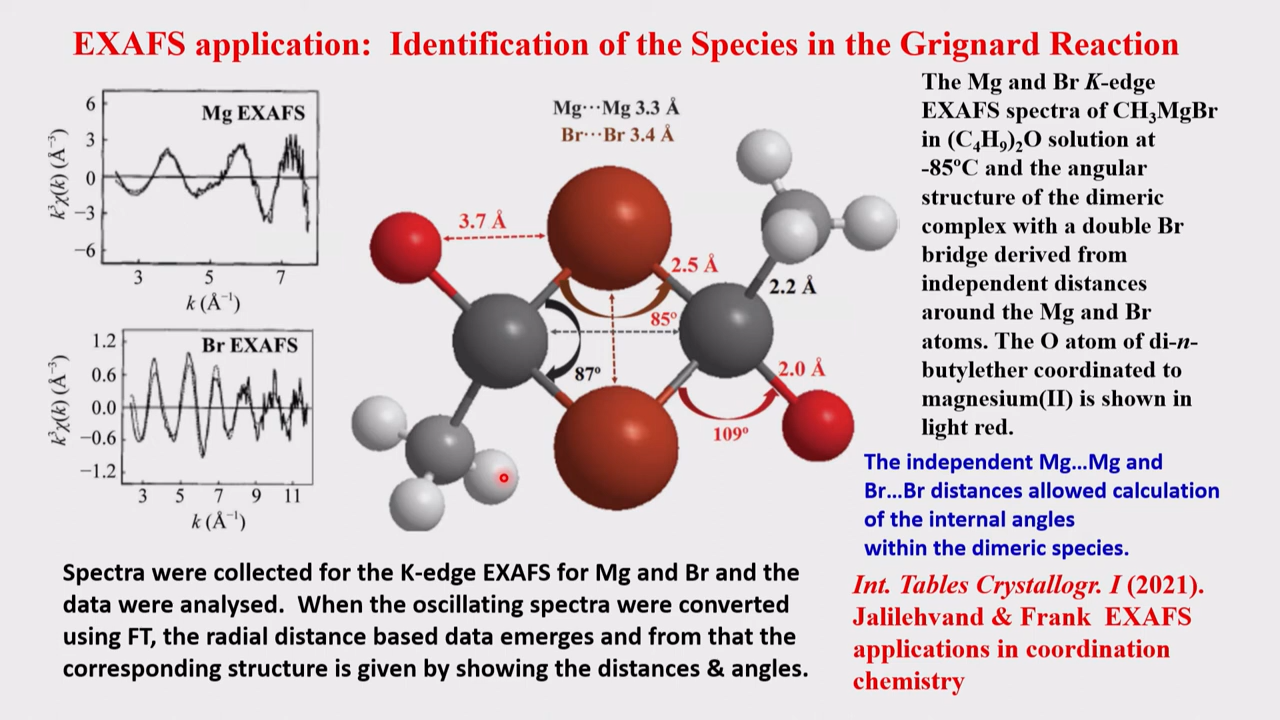 EXAFS application: Identification of the Species in the Grignard Reaction
6
3
0
−3
−6
k³χ(k) (Å⁻³)
Mg EXAFS
3 5 7
k (Å⁻¹)
1.2
0.6
0.0
−0.6
−1.2
k³χ(k) (Å⁻³)
Br EXAFS
3 5 7 9 11
k (Å⁻¹)
Mg···Mg 3.3 Å
Br···Br 3.4 Å
3.7 Å
2.5 Å
2.2 Å
85º
87º
2.0 Å
109º
The Mg and Br K-edge
EXAFS spectra of CH₃MgBr
in (C₄H₉)₂O solution at
-85ºC and the angular
structure of the dimeric
complex with a double Br
bridge derived from
independent distances
around the Mg and Br
atoms. The O atom of di-n-
butylether coordinated to
magnesium(II) is shown in
light red.
The independent Mg...Mg and
Br...Br distances allowed calculation
of the internal angles
within the dimeric species.
Spectra were collected for the K-edge EXAFS for Mg and Br and the
data were analysed. When the oscillating spectra were converted
using FT, the radial distance based data emerges and from that the
corresponding structure is given by showing the distances & angles.
Int. Tables Crystallogr. I (2021).
Jalilehvand & Frank EXAFS
applications in coordination
chemistry